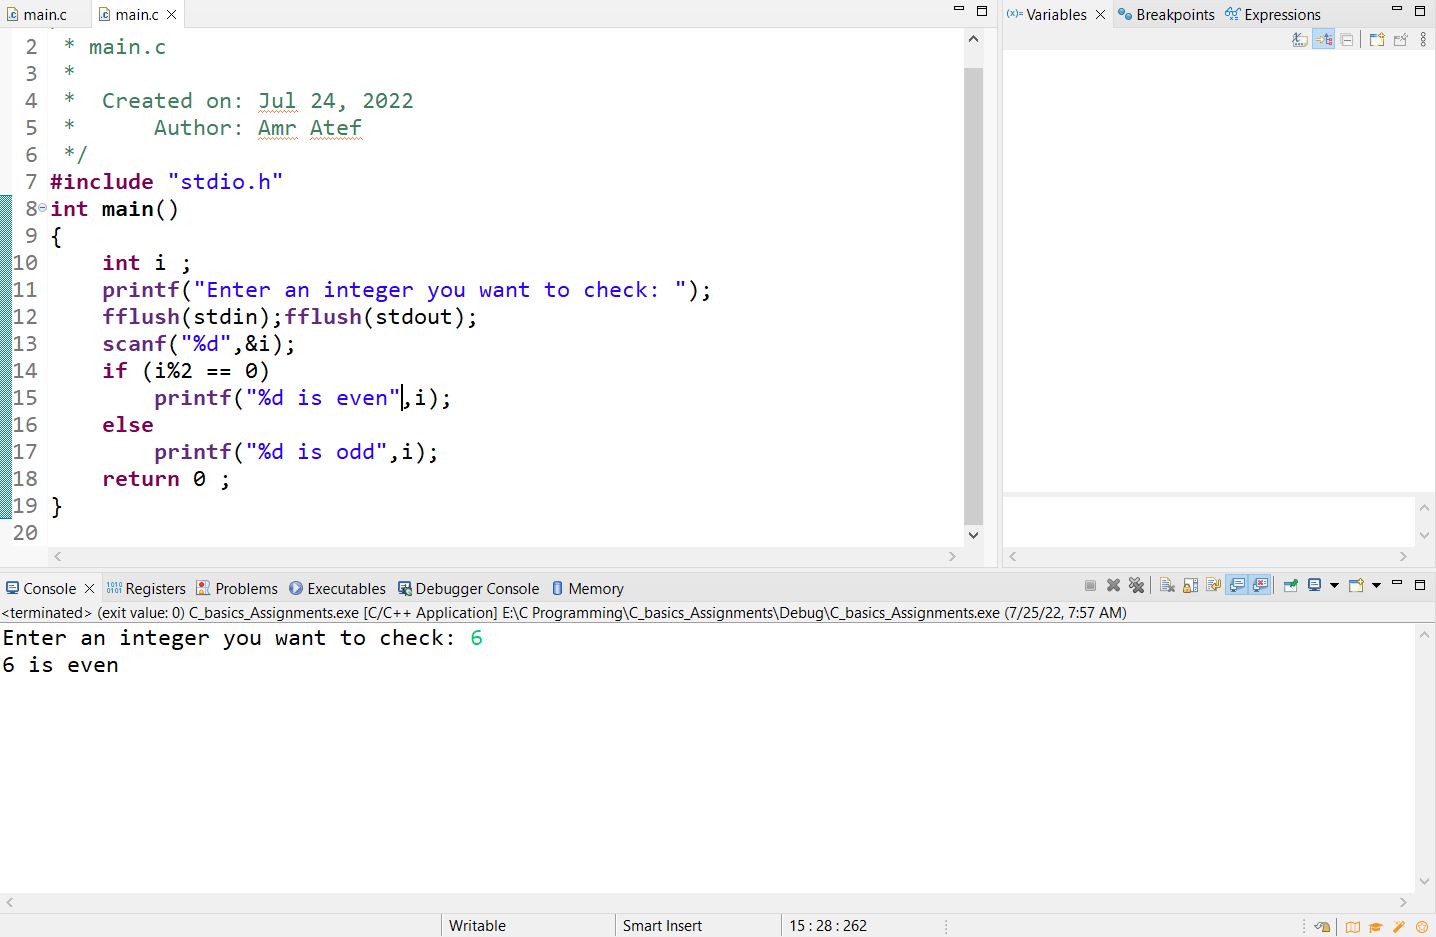 main.c
main.c
2 * main.c
3 *
4 *  Created on: Jul 24, 2022
5 *      Author: Amr Atef
6 */
7 #include "stdio.h"
8 int main()
9 {
10     int i ;
11     printf("Enter an integer you want to check: ");
12     fflush(stdin);fflush(stdout);
13     scanf("%d",&i);
14     if (i%2 == 0)
15         printf("%d is even",i);
16     else
17         printf("%d is odd",i);
18     return 0 ;
19 }
20
(x)= Variables Breakpoints Expressions
Console Registers Problems Executables Debugger Console Memory
<terminated> (exit value: 0) C_basics_Assignments.exe [C/C++ Application] E:\C Programming\C_basics_Assignments\Debug\C_basics_Assignments.exe (7/25/22, 7:57 AM)
Enter an integer you want to check: 6
6 is even
Writable Smart Insert 15 : 28 : 262